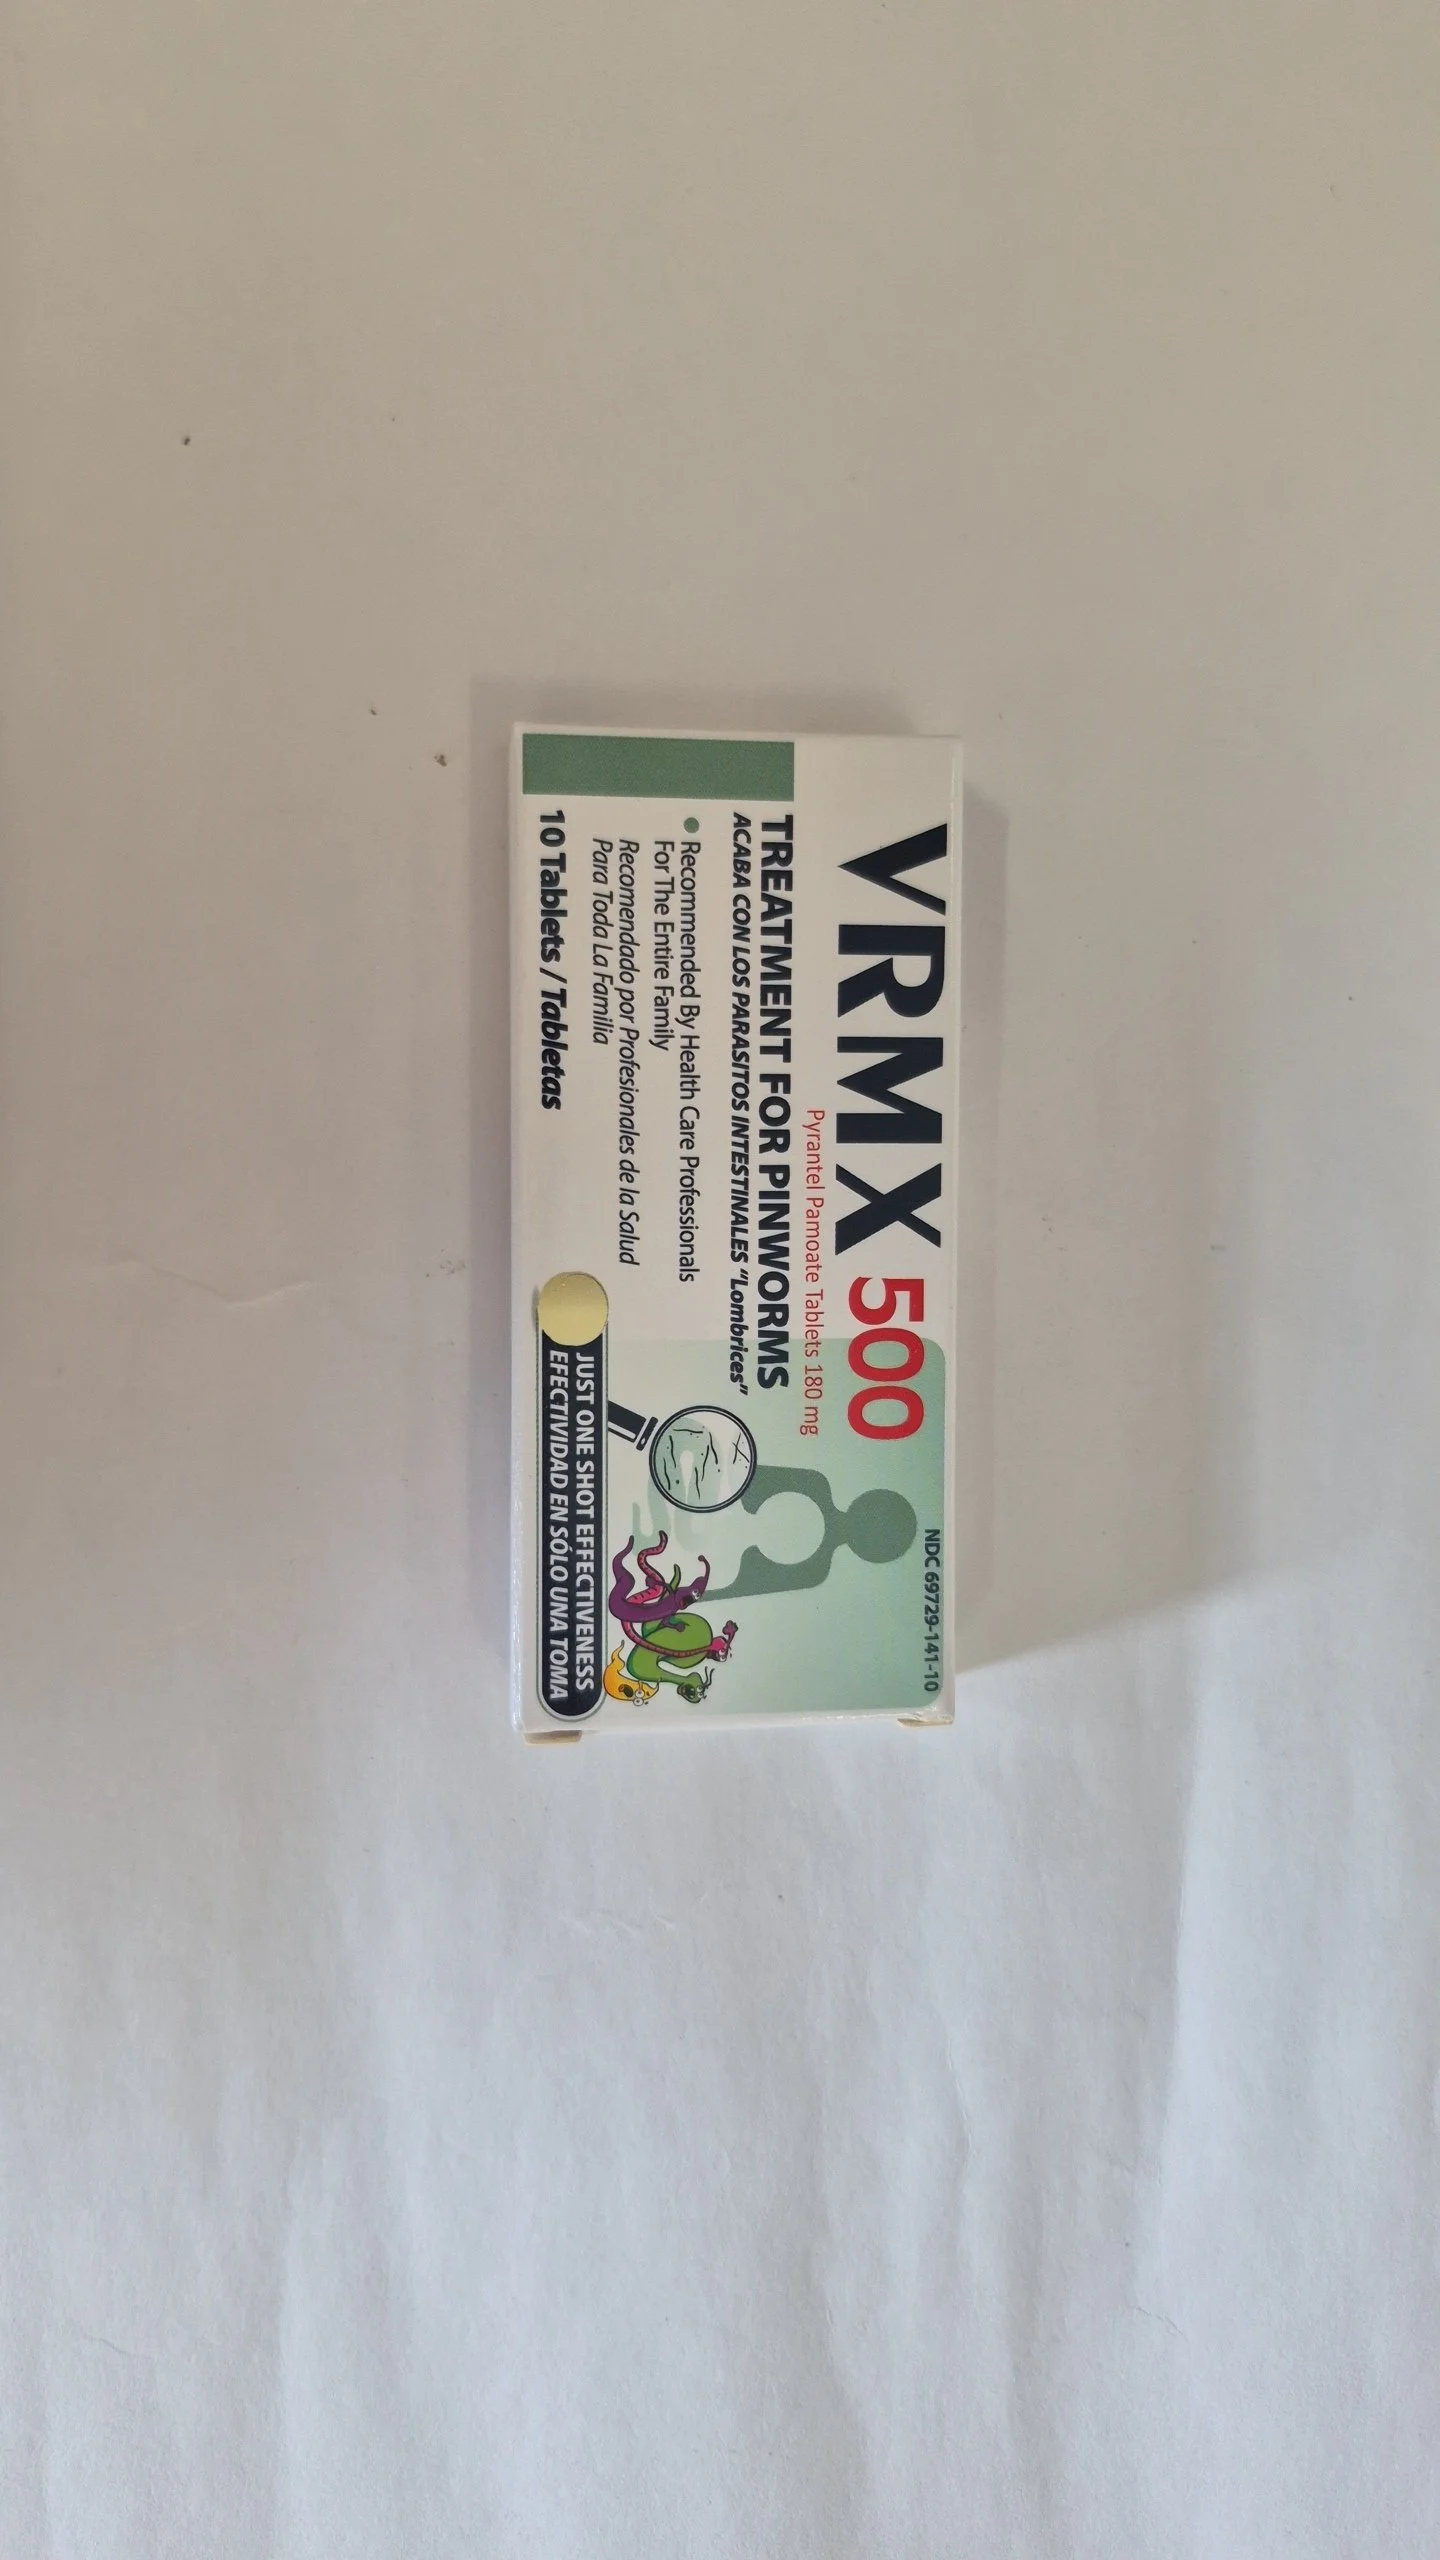 NDC 69729-141-10
VRMX 500
Pyrantel Pamoate Tablets 180 mg
TREATMENT FOR PINWORMS
ACABA CON LOS PARASITOS INTESTINALES "Lombrices"
Recommended By Health Care Professionals
For The Entire Family
Recomendado por Profesionales de la Salud
Para Toda La Familia
10 Tablets / Tabletas
JUST ONE SHOT EFFECTIVENESS
EFECTIVIDAD EN SÓLO UNA TOMA